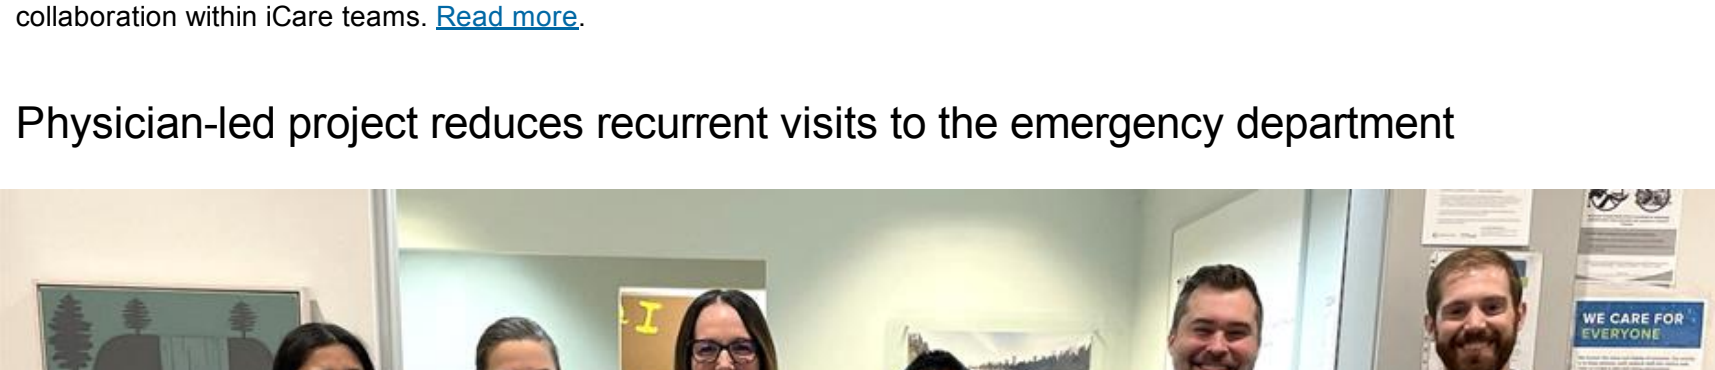 collaboration within iCare teams. Read more.
Physician-led project reduces recurrent visits to the emergency department
I
WE CARE FOR
EVERYONE